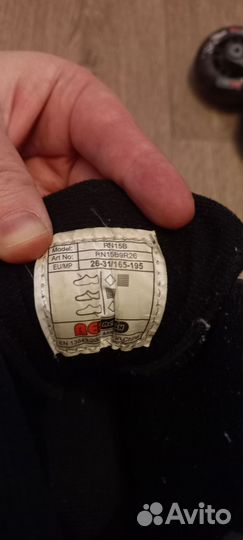 Model: RN15B
Art No: RN15B9R26
EU/MP 26-31/165-195
Avito